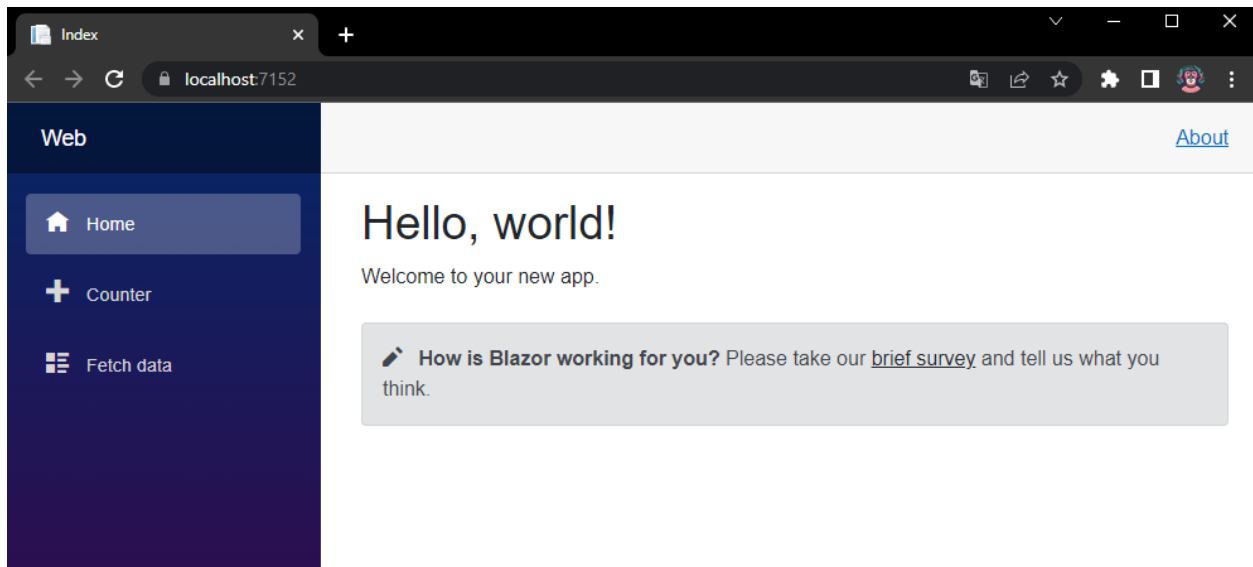 Index
localhost:7152
Web
About
Home
Counter
Fetch data
Hello, world!
Welcome to your new app.
How is Blazor working for you? Please take our brief survey and tell us what you
think.